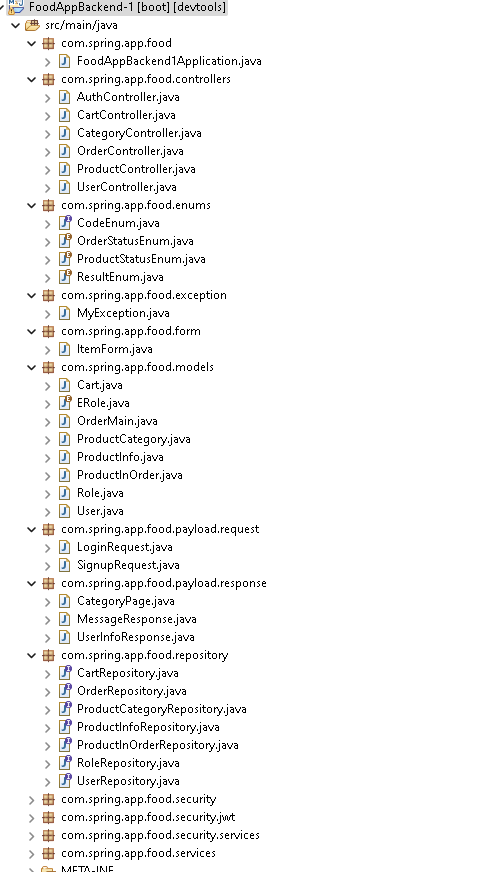 FoodAppBackend-1 [boot] [devtools]
src/main/java
com.spring.app.food
FoodAppBackend1Application.java
com.spring.app.food.controllers
AuthController.java
CartController.java
CategoryController.java
OrderController.java
ProductController.java
UserController.java
com.spring.app.food.enums
CodeEnum.java
OrderStatusEnum.java
ProductStatusEnum.java
ResultEnum.java
com.spring.app.food.exception
MyException.java
com.spring.app.food.form
ItemForm.java
com.spring.app.food.models
Cart.java
ERole.java
OrderMain.java
ProductCategory.java
ProductInfo.java
ProductInOrder.java
Role.java
User.java
com.spring.app.food.payload.request
LoginRequest.java
SignupRequest.java
com.spring.app.food.payload.response
CategoryPage.java
MessageResponse.java
UserInfoResponse.java
com.spring.app.food.repository
CartRepository.java
OrderRepository.java
ProductCategoryRepository.java
ProductInfoRepository.java
ProductInOrderRepository.java
RoleRepository.java
UserRepository.java
com.spring.app.food.security
com.spring.app.food.security.jwt
com.spring.app.food.security.services
com.spring.app.food.services
META-INF